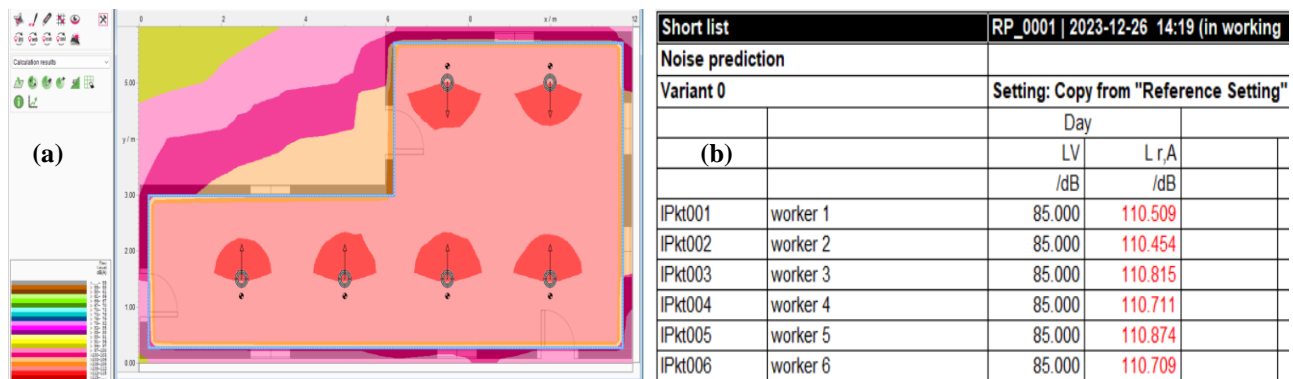 0 2 4 6 8 x / m 12
Calculation results
5.00
y / m
3.00
2.00
1.00
0.00
(a)
Short list RP_0001 | 2023-12-26 14:19 (in working
Noise prediction
Variant 0 Setting: Copy from "Reference Setting"
Day
(b) LV L r,A
/dB /dB
IPkt001 worker 1 85.000 110.509
IPkt002 worker 2 85.000 110.454
IPkt003 worker 3 85.000 110.815
IPkt004 worker 4 85.000 110.711
IPkt005 worker 5 85.000 110.874
IPkt006 worker 6 85.000 110.709